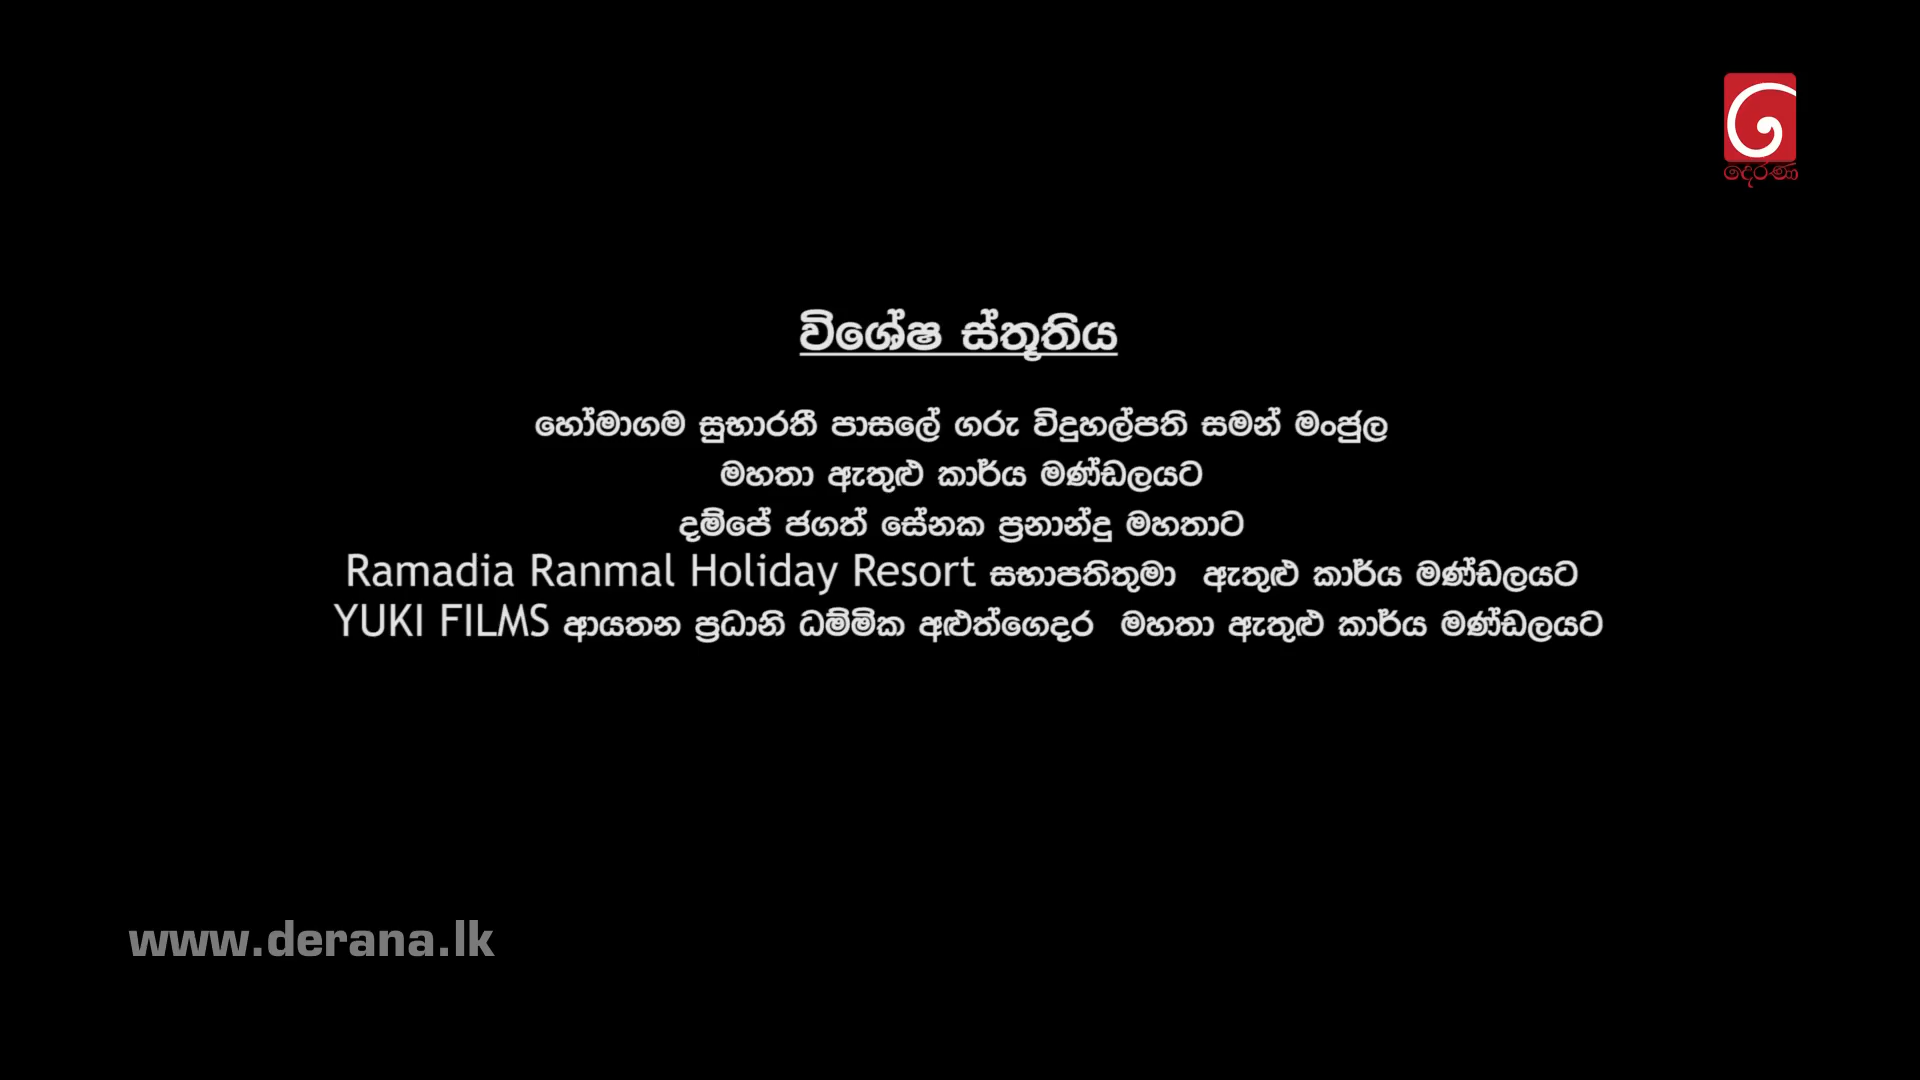 දෙරණ
විශේෂ ස්තූතිය
හෝමාගම සුභාරතී පාසලේ ගරු විදුහල්පති සමන් මංජුල
මහතා ඇතුළු කාර්ය මණ්ඩලයට
දම්පේ ජගත් සේනක ප්‍රනාන්දු මහතාට
Ramadia Ranmal Holiday Resort සභාපතිතුමා ඇතුළු කාර්ය මණ්ඩලයට
YUKI FILMS ආයතන ප්‍රධානි ධම්මික අළුත්ගෙදර මහතා ඇතුළු කාර්ය මණ්ඩලයට
www.derana.lk